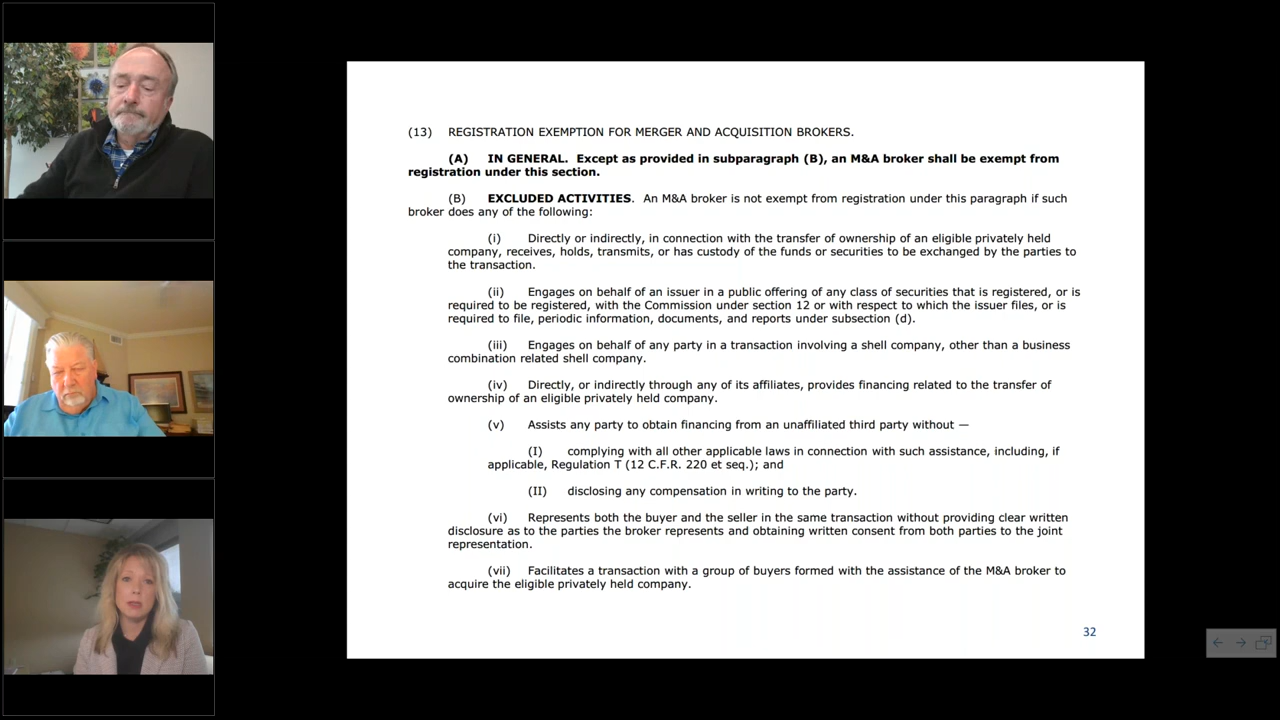 (13) REGISTRATION EXEMPTION FOR MERGER AND ACQUISITION BROKERS.
(A) IN GENERAL. Except as provided in subparagraph (B), an M&A broker shall be exempt from
registration under this section.
(B) EXCLUDED ACTIVITIES. An M&A broker is not exempt from registration under this paragraph if such
broker does any of the following:
(i) Directly or indirectly, in connection with the transfer of ownership of an eligible privately held
company, receives, holds, transmits, or has custody of the funds or securities to be exchanged by the parties to
the transaction.
(ii) Engages on behalf of an issuer in a public offering of any class of securities that is registered, or is
required to be registered, with the Commission under section 12 or with respect to which the issuer files, or is
required to file, periodic information, documents, and reports under subsection (d).
(iii) Engages on behalf of any party in a transaction involving a shell company, other than a business
combination related shell company.
(iv) Directly, or indirectly through any of its affiliates, provides financing related to the transfer of
ownership of an eligible privately held company.
(v) Assists any party to obtain financing from an unaffiliated third party without —
(I) complying with all other applicable laws in connection with such assistance, including, if
applicable, Regulation T (12 C.F.R. 220 et seq.); and
(II) disclosing any compensation in writing to the party.
(vi) Represents both the buyer and the seller in the same transaction without providing clear written
disclosure as to the parties the broker represents and obtaining written consent from both parties to the joint
representation.
(vii) Facilitates a transaction with a group of buyers formed with the assistance of the M&A broker to
acquire the eligible privately held company.
32